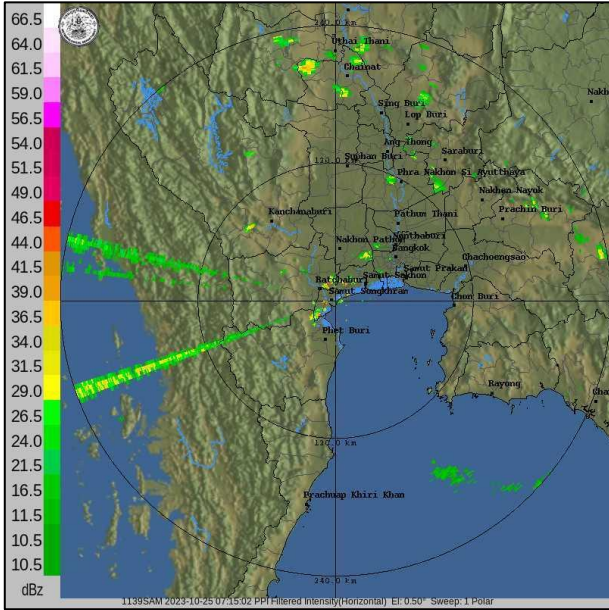 66.5
64.0
61.5
59.0
56.5
54.0
51.5
49.0
46.5
44.0
41.5
39.0
36.5
34.0
31.5
29.0
26.5
24.0
21.5
16.5
11.5
10.5
10.5
dBz
240.0 km
Uthai Thani
Chainat
Nakh
Sing Buri
Lop Buri
Ang Thong
Saraburi
120.0 km
Suphan Buri
Phra Nakhon Si Ayutthaya
Nakhon Nayok
Kanchanaburi
Pathum Thani
Prachin Buri
Nonthaburi
Nakhon Pathom
Bangkok
Chachoengsao
Samut Prakan
Ratchaburi
Samut Sakhon
Samut Songkhram
Chon Buri
Phet Buri
Rayong
Cha
120.0 km
Prachuap Khiri Khan
240.0 km
1139SAM 2023-10-25 07:15:02 PPI Filtered Intensity(Horizontal) El: 0.50° Sweep: 1 Polar